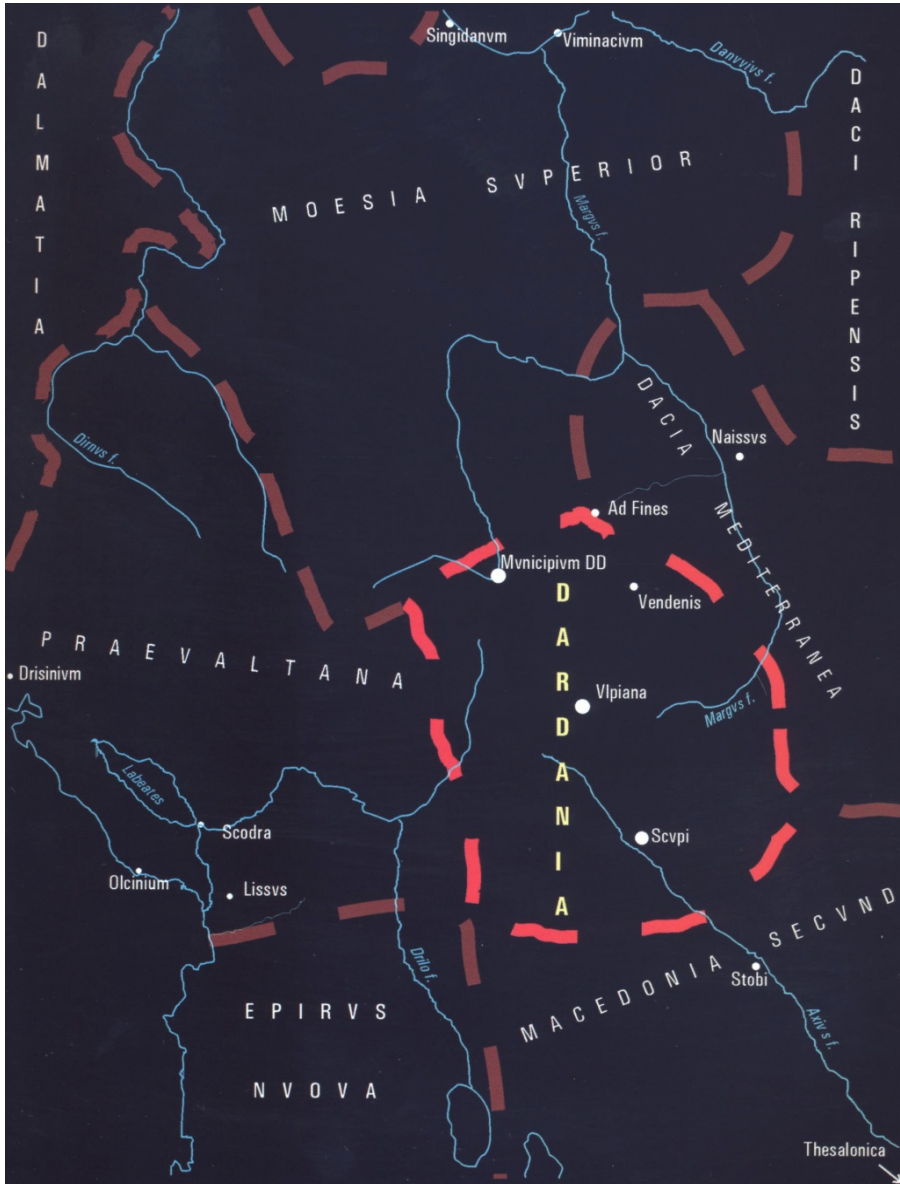 DALMATIA
Singidanvm
Viminacivm
Danvvivs f.
DACI RIPENSIS
MOESIA SVPERIOR
Margvs f.
DACIA MEDITERRANEA
Naissvs
Dirnvs f.
Ad Fines
Mvnicipivm DD
Vendenis
DARDANIA
PRAEVALTANA
Drisinivm
Vlpiana
Margvs f.
Labeates
Scodra
Scvpi
Olcinium
Lissvs
MACEDONIA SECVND
Stobi
Drilo f.
EPIRVS
NVOVA
Axivs f.
Thesalonica